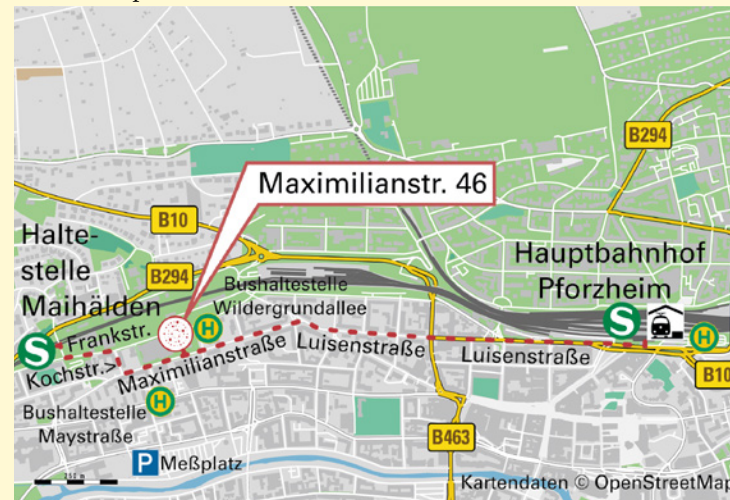 B294
Maximilianstr. 46
B10
Halte-
stelle
Maihälden
B294
Hauptbahnhof
Pforzheim
Bushaltestelle
Wildergrundallee
S
Frankstr.
H
S
H
Kochstr.>
Maximilianstraße
Luisenstraße
Luisenstraße
B10
Bushaltestelle
Maystraße
H
B463
P Meßplatz
250 m
Kartendaten © OpenStreetMap